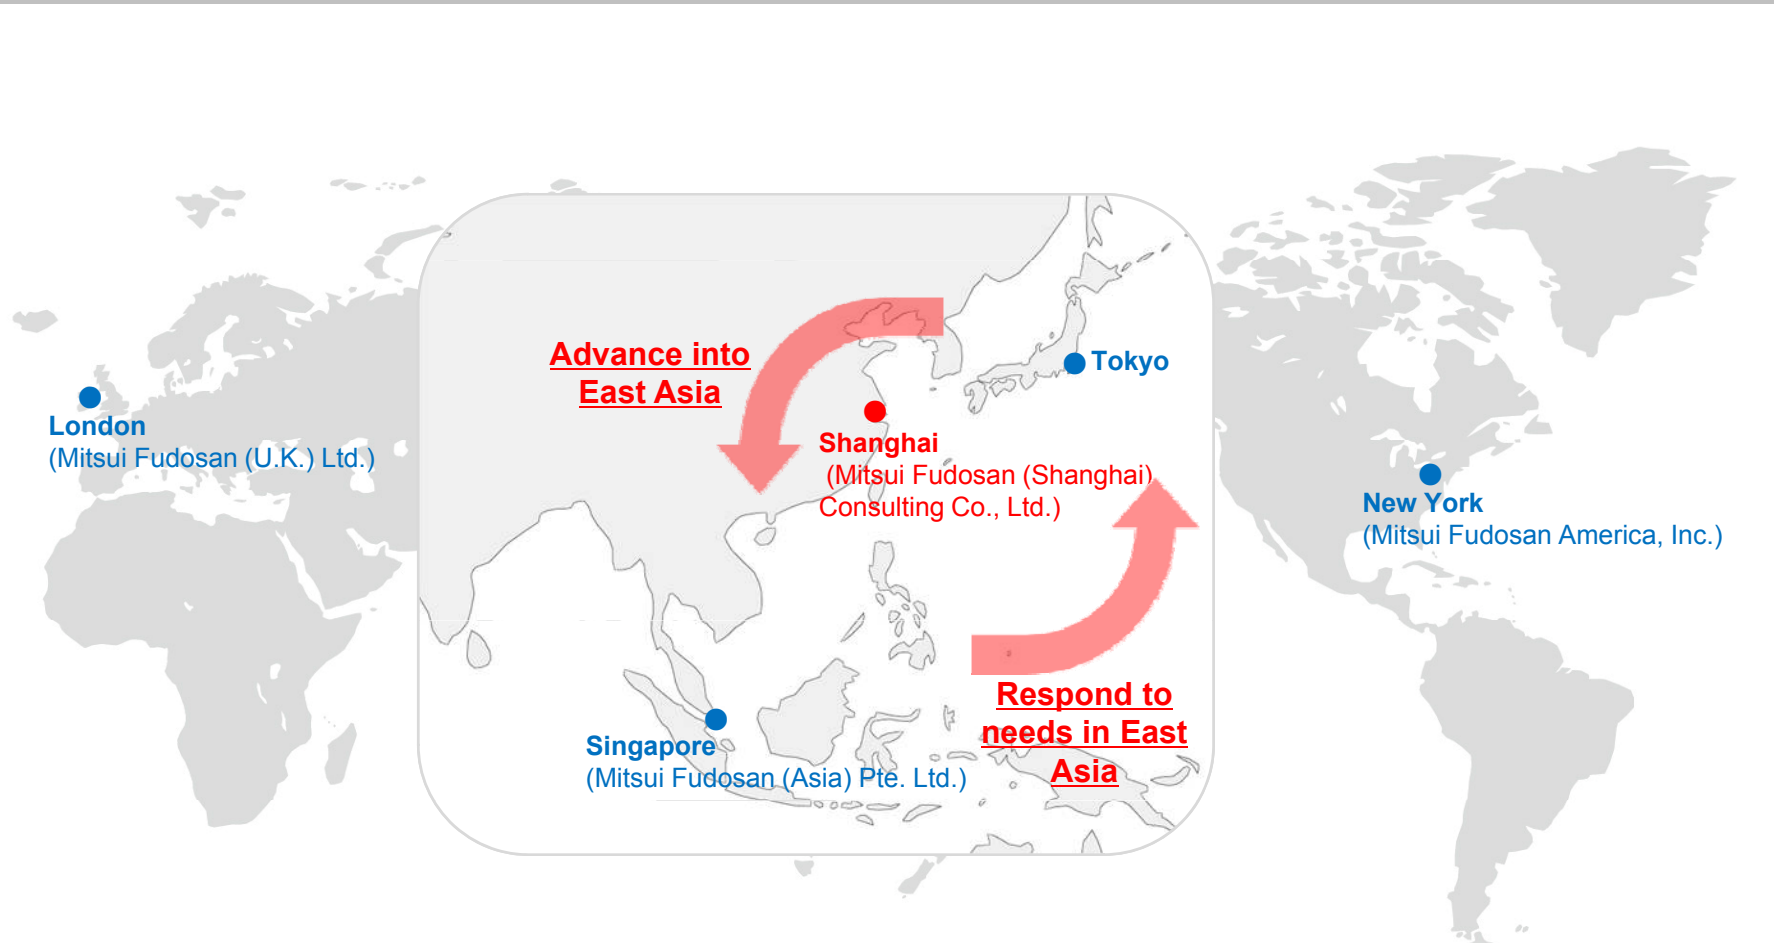 Advance into
East Asia
Tokyo
London
(Mitsui Fudosan (U.K.) Ltd.)
Shanghai
(Mitsui Fudosan (Shanghai)
Consulting Co., Ltd.)
New York
(Mitsui Fudosan America, Inc.)
Respond to
needs in East
Asia
Singapore
(Mitsui Fudosan (Asia) Pte. Ltd.)